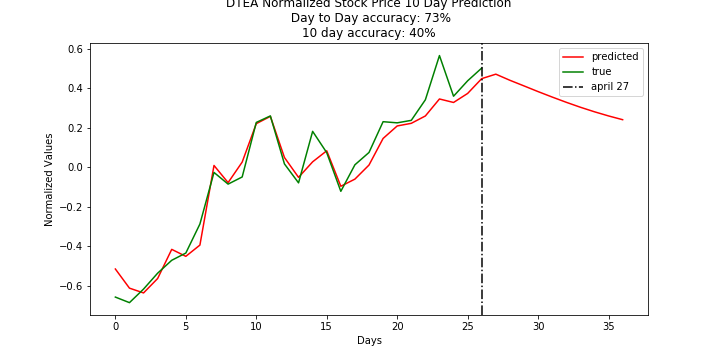 DTEA Normalized Stock Price 10 Day Prediction
Day to Day accuracy: 73%
10 day accuracy: 40%
predicted
true
april 27
Normalized Values
0.6
0.4
0.2
0.0
−0.2
−0.4
−0.6
0 5 10 15 20 25 30 35
Days